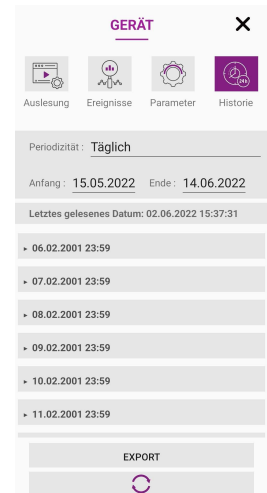 GERÄT
Auslesung Ereignisse Parameter Historie
Periodizität : Täglich
Anfang : 15.05.2022 Ende : 14.06.2022
Letztes gelesenes Datum: 02.06.2022 15:37:31
06.02.2001 23:59
07.02.2001 23:59
08.02.2001 23:59
09.02.2001 23:59
10.02.2001 23:59
11.02.2001 23:59
EXPORT